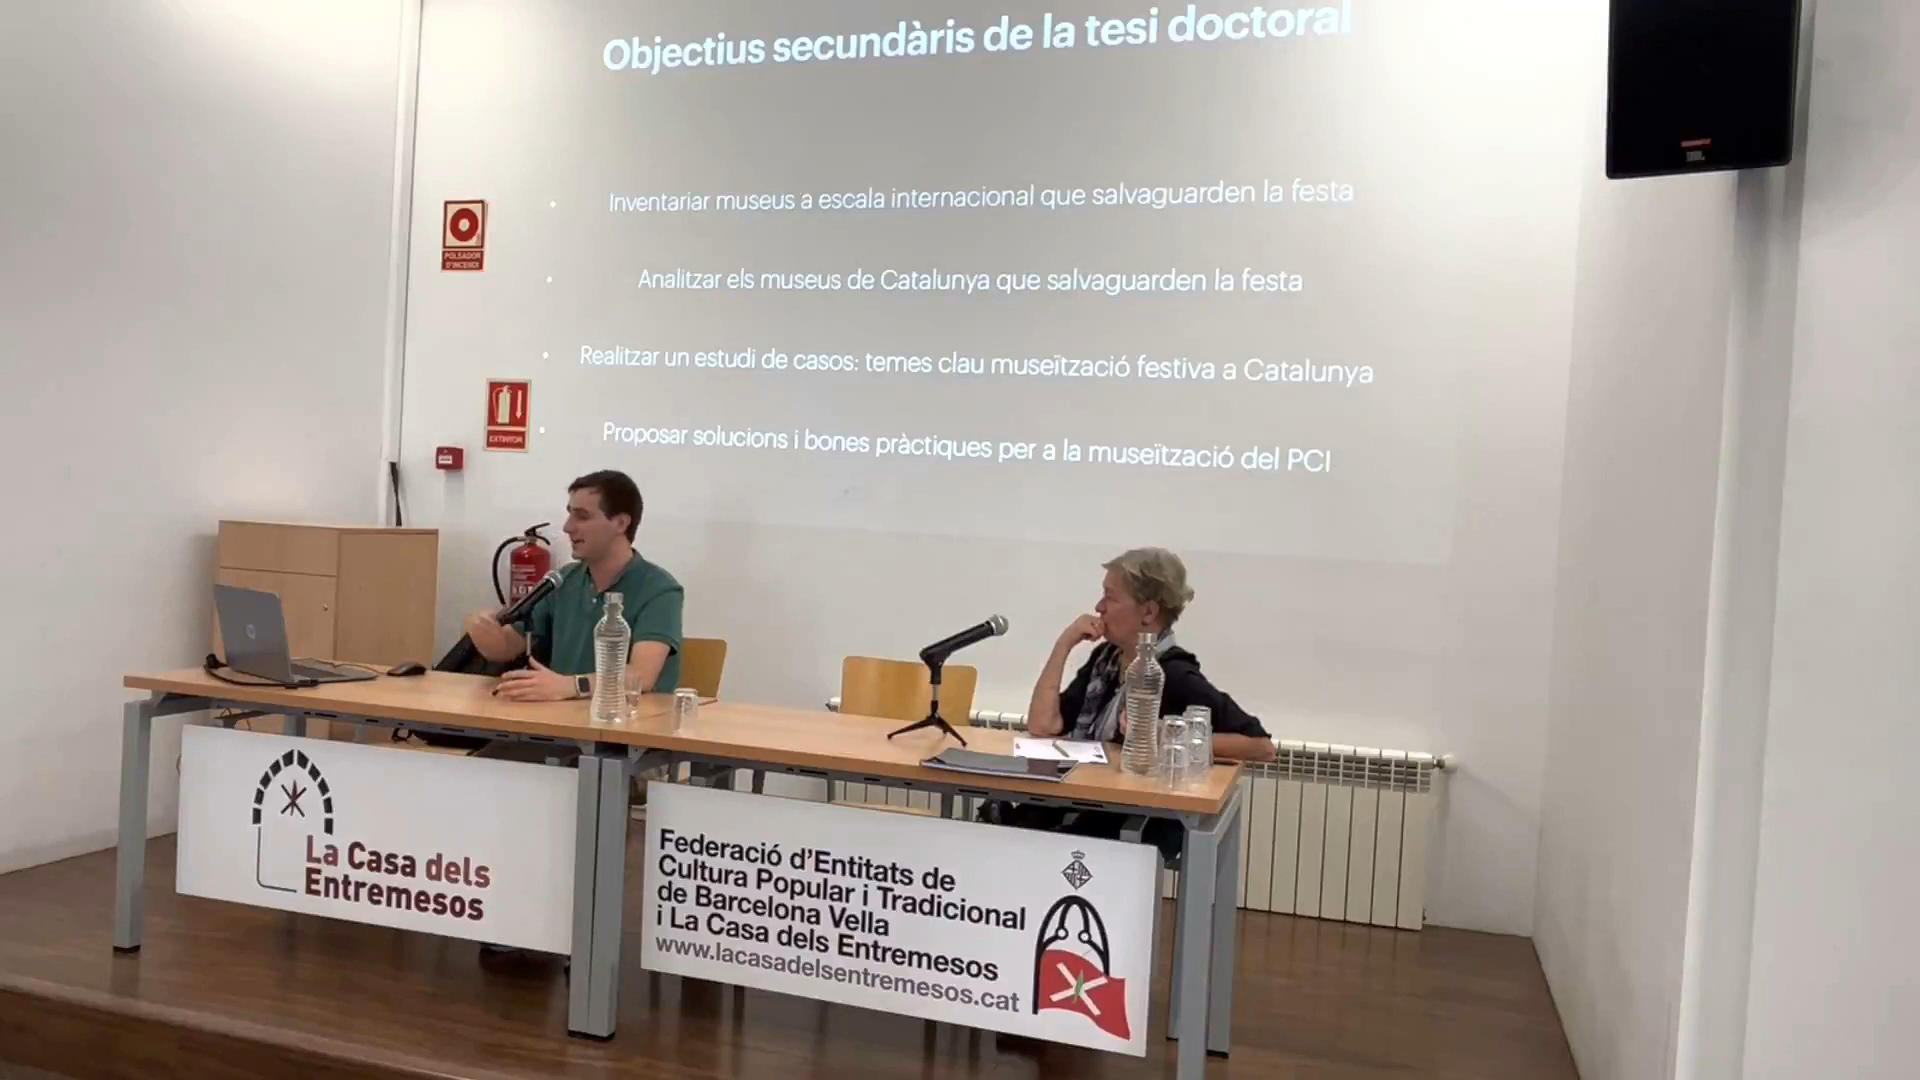 Objectius secundàris de la tesi doctoral
• Inventariar museus a escala internacional que salvaguarden la festa
• Analitzar els museus de Catalunya que salvaguarden la festa
• Realitzar un estudi de casos: temes clau museïtzació festiva a Catalunya
• Proposar solucions i bones pràctiques per a la museïtzació del PCI
POLSADOR
D'INCENDI
EXTINTOR
JBL
hp
La Casa dels
Entremesos
Federació d'Entitats de
Cultura Popular i Tradicional
de Barcelona Vella
i La Casa dels Entremesos
www.lacasadelsentremesos.cat